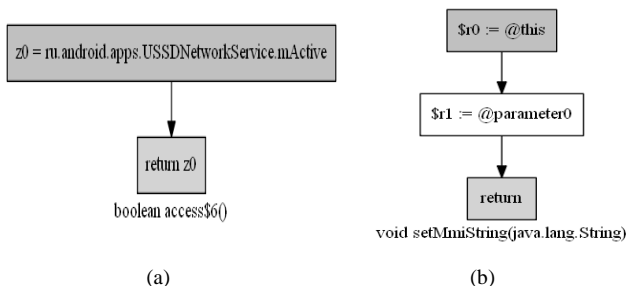 z0 = ru.android.apps.USSDNetworkService.mActive
return z0
boolean access$6()
(a)
$r0 := @this
$r1 := @parameter0
return
void setMmiString(java.lang.String)
(b)